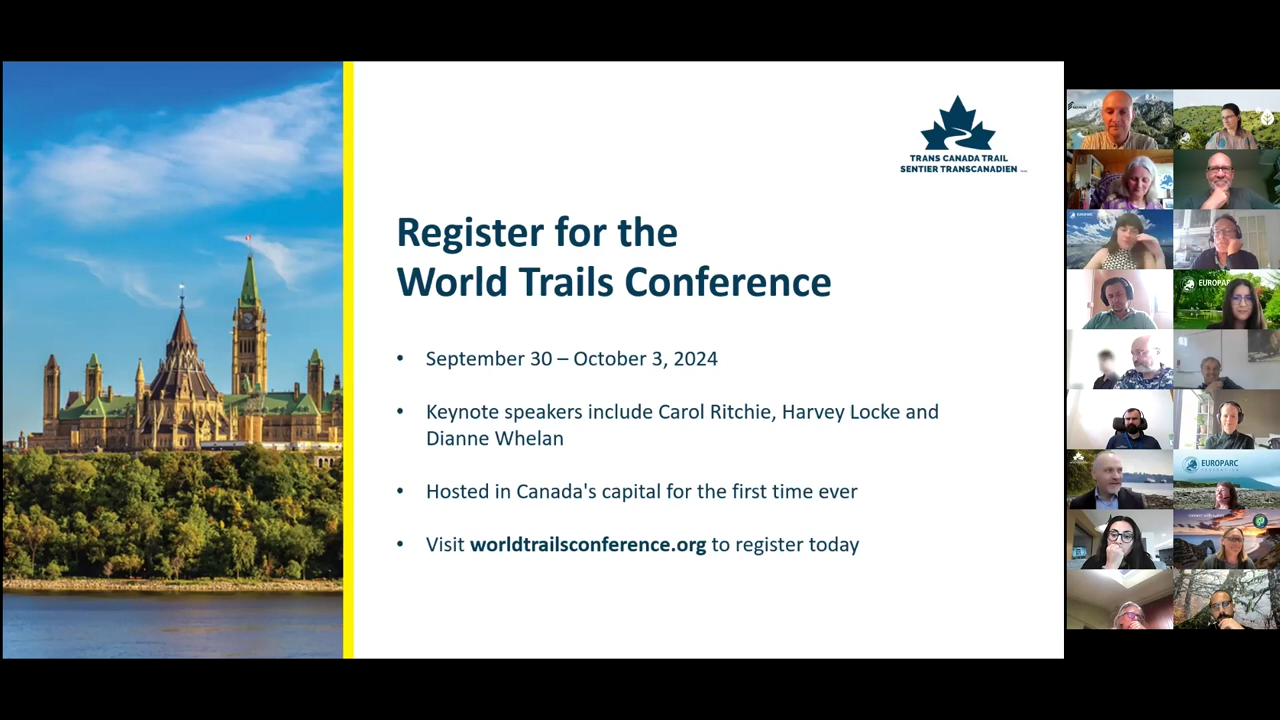 TRANS CANADA TRAIL
SENTIER TRANSCANADIEN
Register for the
World Trails Conference
• September 30 – October 3, 2024
• Keynote speakers include Carol Ritchie, Harvey Locke and
Dianne Whelan
• Hosted in Canada's capital for the first time ever
• Visit worldtrailsconference.org to register today
EUROPARC
EUROPARC
EUROPARC
FEDERATION